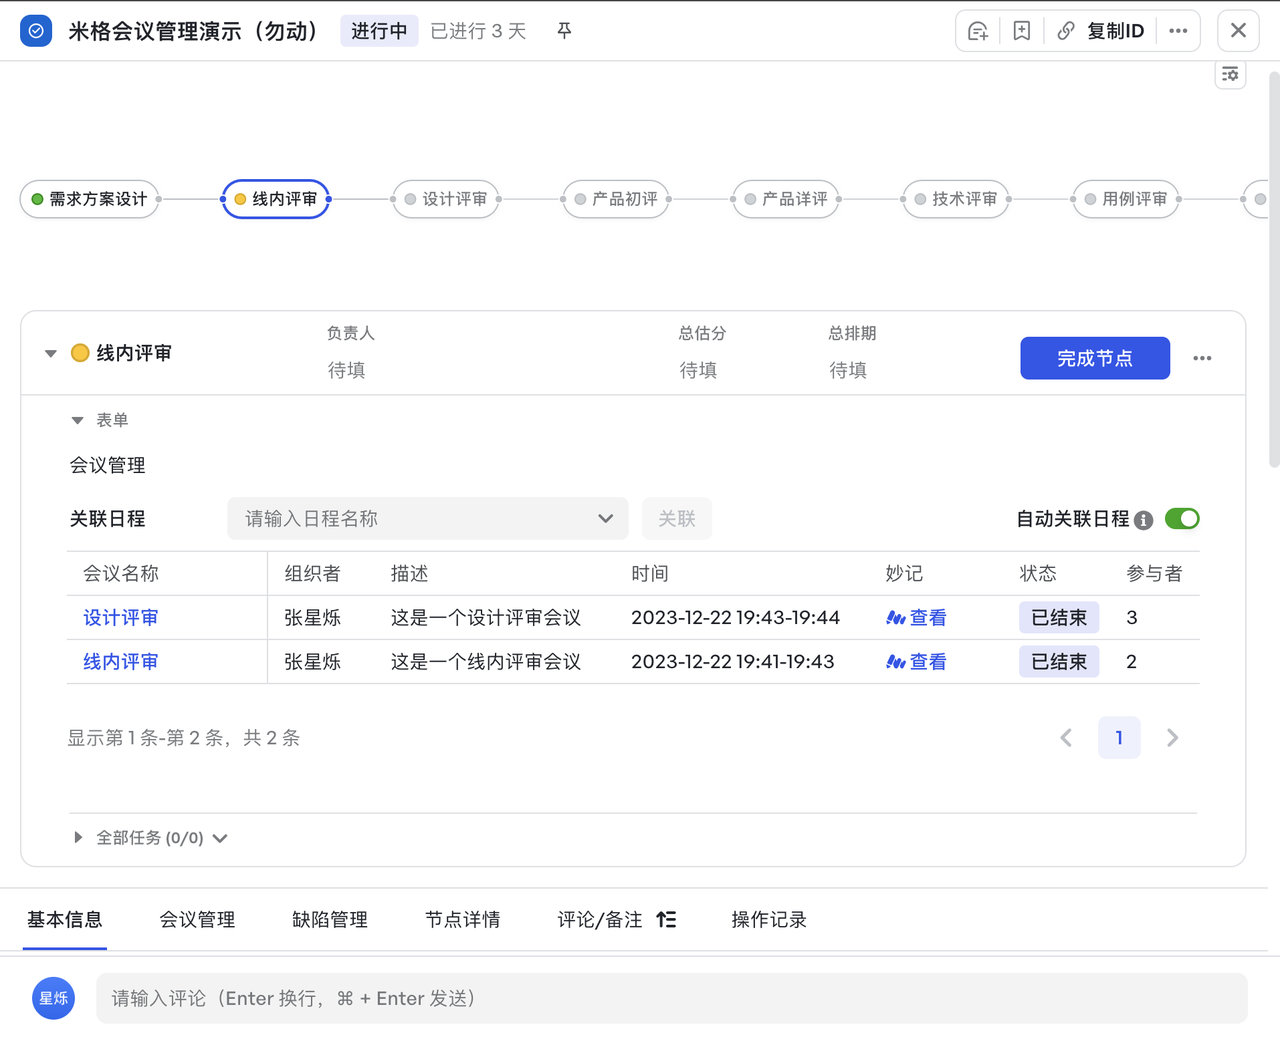 米格会议管理演示（勿动） 进行中 已进行 3 天 复制ID
需求方案设计 线内评审 设计评审 产品初评 产品详评 技术评审 用例评审
线内评审 负责人 总估分 总排期 完成节点
待填 待填 待填
表单
会议管理
关联日程 请输入日程名称 关联 自动关联日程
会议名称 组织者 描述 时间 妙记 状态 参与者
设计评审 张星烁 这是一个设计评审会议 2023-12-22 19:43-19:44 查看 已结束 3
线内评审 张星烁 这是一个线内评审会议 2023-12-22 19:41-19:43 查看 已结束 2
显示第 1 条-第 2 条，共 2 条 1
全部任务 (0/0)
基本信息 会议管理 缺陷管理 节点详情 评论/备注 操作记录
星烁 请输入评论（Enter 换行，⌘ + Enter 发送）